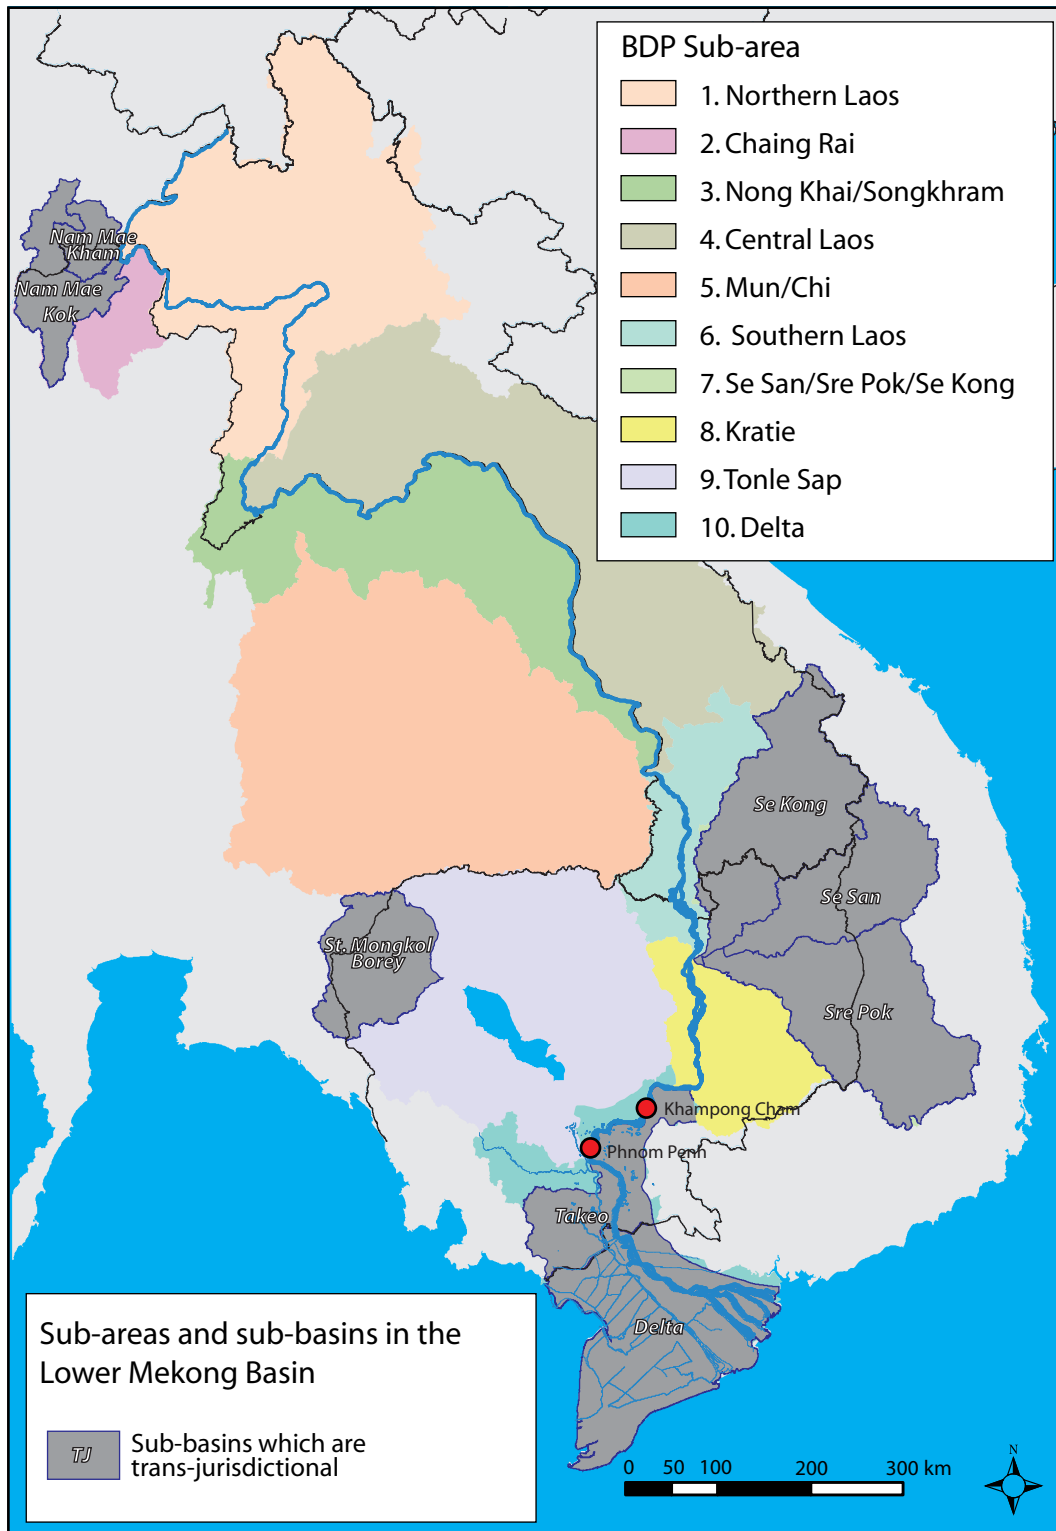 BDP Sub-area
1. Northern Laos
2. Chaing Rai
3. Nong Khai/Songkhram
4. Central Laos
5. Mun/Chi
6. Southern Laos
7. Se San/Sre Pok/Se Kong
8. Kratie
9. Tonle Sap
10. Delta
Nam Mae
Kham
Nam Mae
Kok
Se Kong
Se San
St. Mongkol
Borey
Sre Pok
Khampong Cham
Phnom Penh
Takeo
Delta
Sub-areas and sub-basins in the
Lower Mekong Basin
TJ
Sub-basins which are
trans-jurisdictional
N
0 50 100 200 300 km